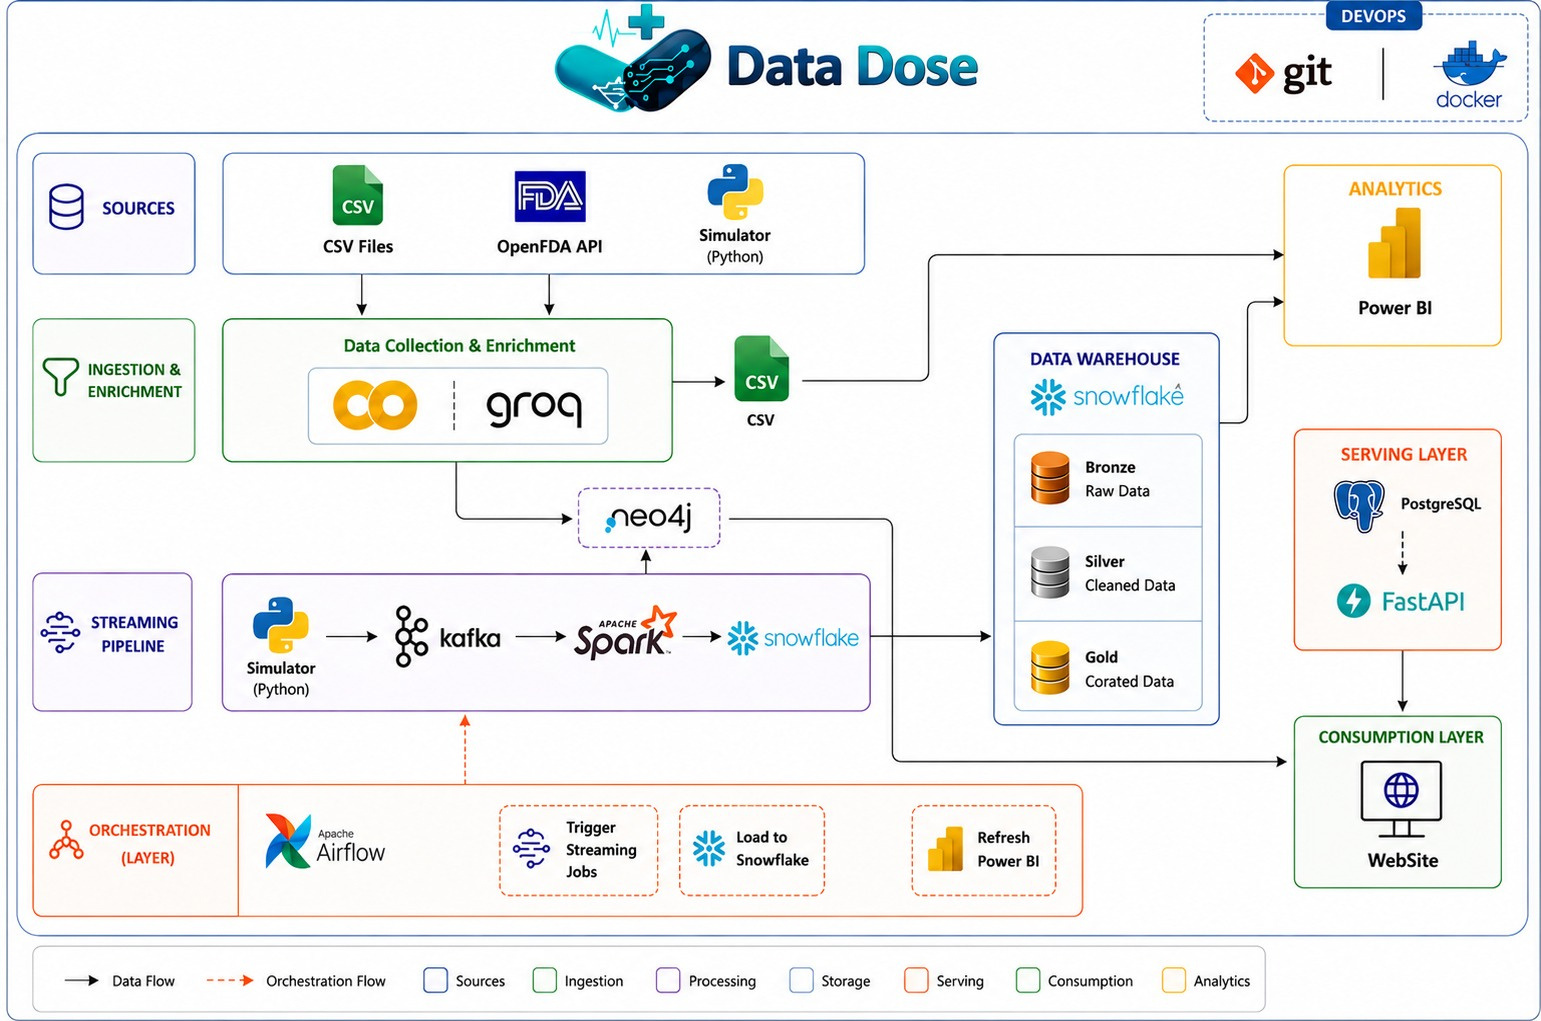 DEVOPS
Data Dose
git
docker
SOURCES
CSV
CSV Files
FDA
OpenFDA API
Simulator
(Python)
ANALYTICS
Power BI
INGESTION &
ENRICHMENT
Data Collection & Enrichment
groq
CSV
CSV
DATA WAREHOUSE
snowflake
Bronze
Raw Data
Silver
Cleaned Data
Gold
Corated Data
SERVING LAYER
PostgreSQL
FastAPI
neo4j
STREAMING
PIPELINE
Simulator
(Python)
kafka
APACHE
Spark
snowflake
CONSUMPTION LAYER
WebSite
ORCHESTRATION
(LAYER)
Apache
Airflow
Trigger
Streaming
Jobs
Load to
Snowflake
Refresh
Power BI
Data Flow
Orchestration Flow
Sources
Ingestion
Processing
Storage
Serving
Consumption
Analytics